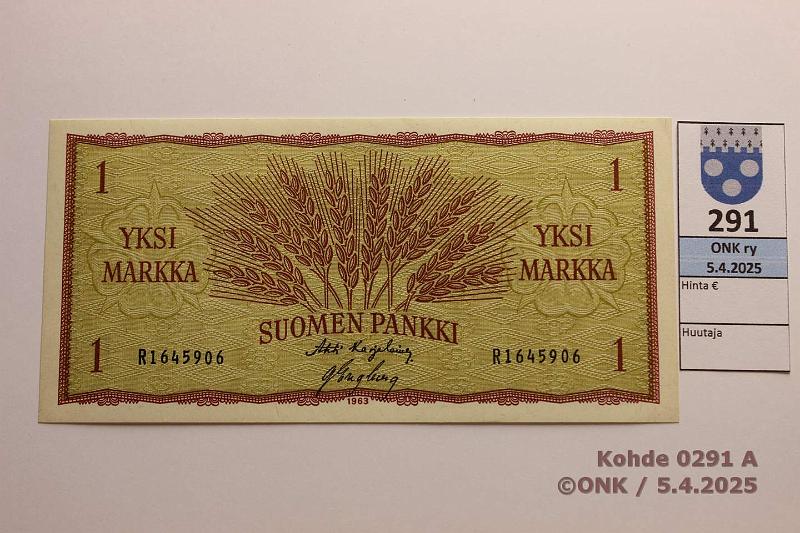 1 1
YKSI
MARKKA
YKSI
MARKKA
SUOMEN PANKKI
1 R1645906
R1645906 1
1963
291
ONK ry
5.4.2025
Hinta €
Huutaja
Kohde 0291 A
©ONK / 5.4.2025